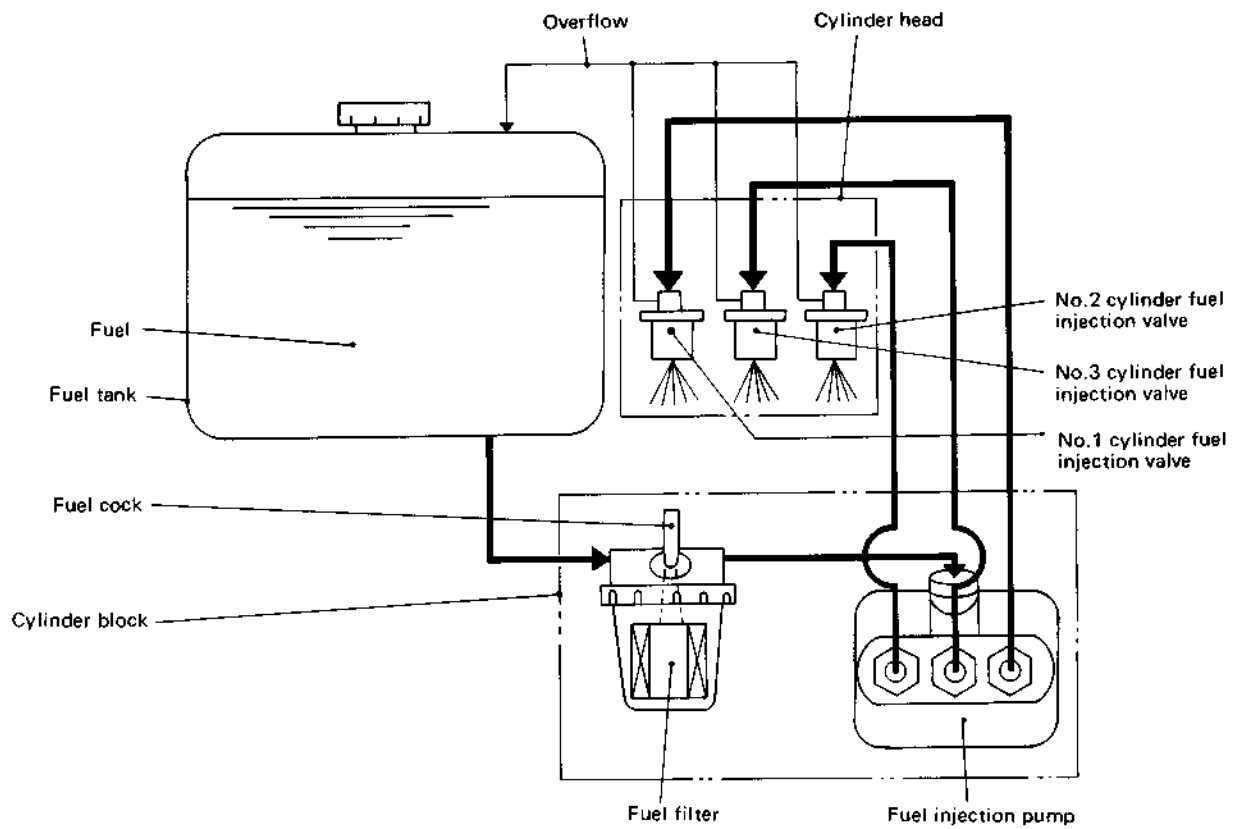 Overflow
Cylinder head
Fuel
Fuel tank
No.2 cylinder fuel
injection valve
No.3 cylinder fuel
injection valve
No.1 cylinder fuel
injection valve
Fuel cock
Cylinder block
Fuel filter
Fuel injection pump